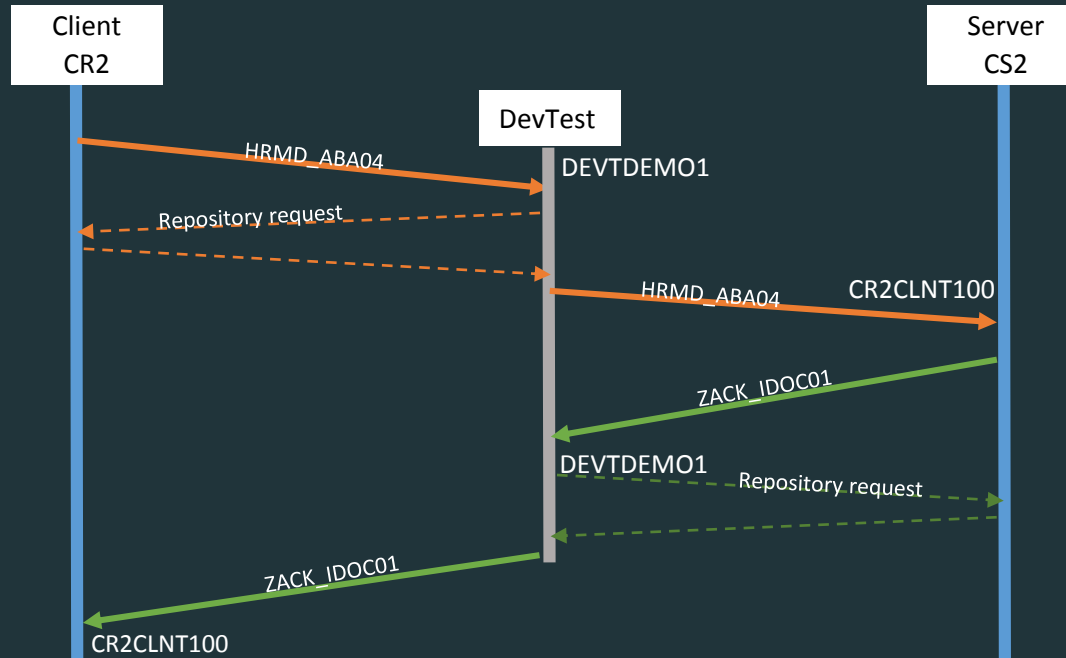 Client
CR2
Server
CS2
DevTest
HRMD_ABA04
DEVTDEMO1
Repository request
HRMD_ABA04
CR2CLNT100
ZACK_IDOC01
DEVTDEMO1
Repository request
ZACK_IDOC01
CR2CLNT100